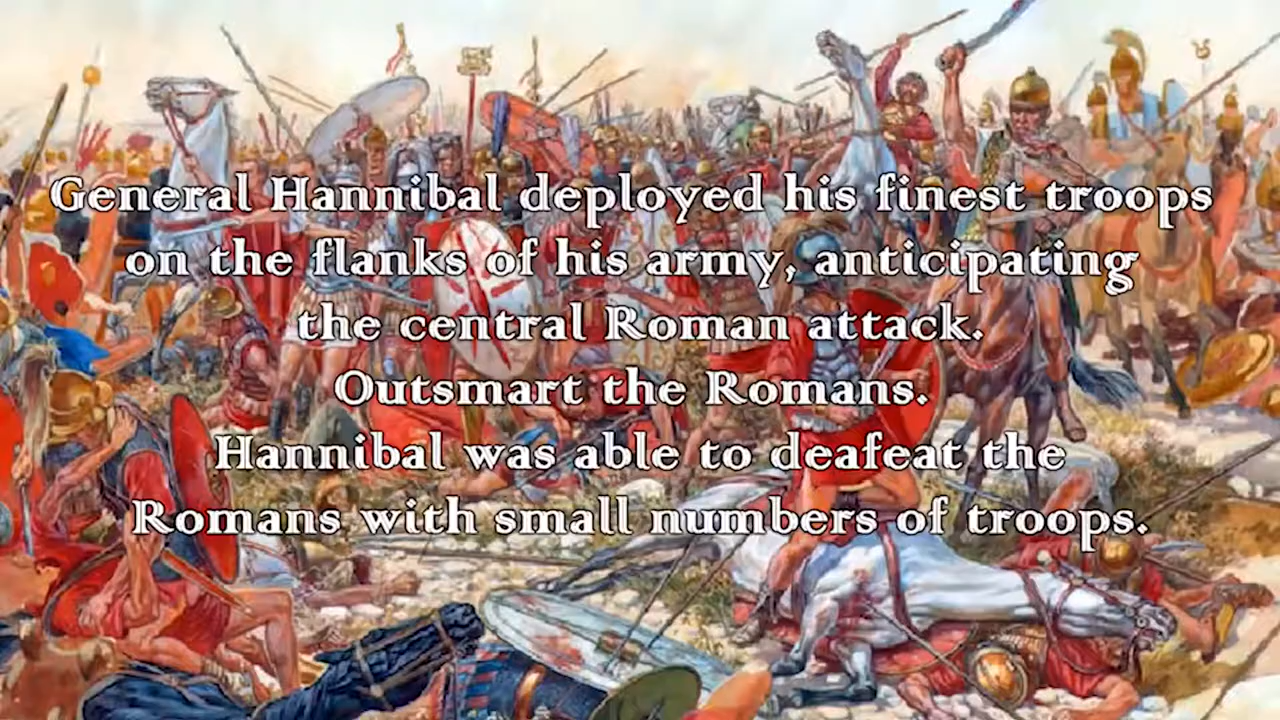 General Hannibal deployed his finest troops
on the flanks of his army, anticipating
the central Roman attack.
Outsmart the Romans.
Hannibal was able to deafeat the
Romans with small numbers of troops.